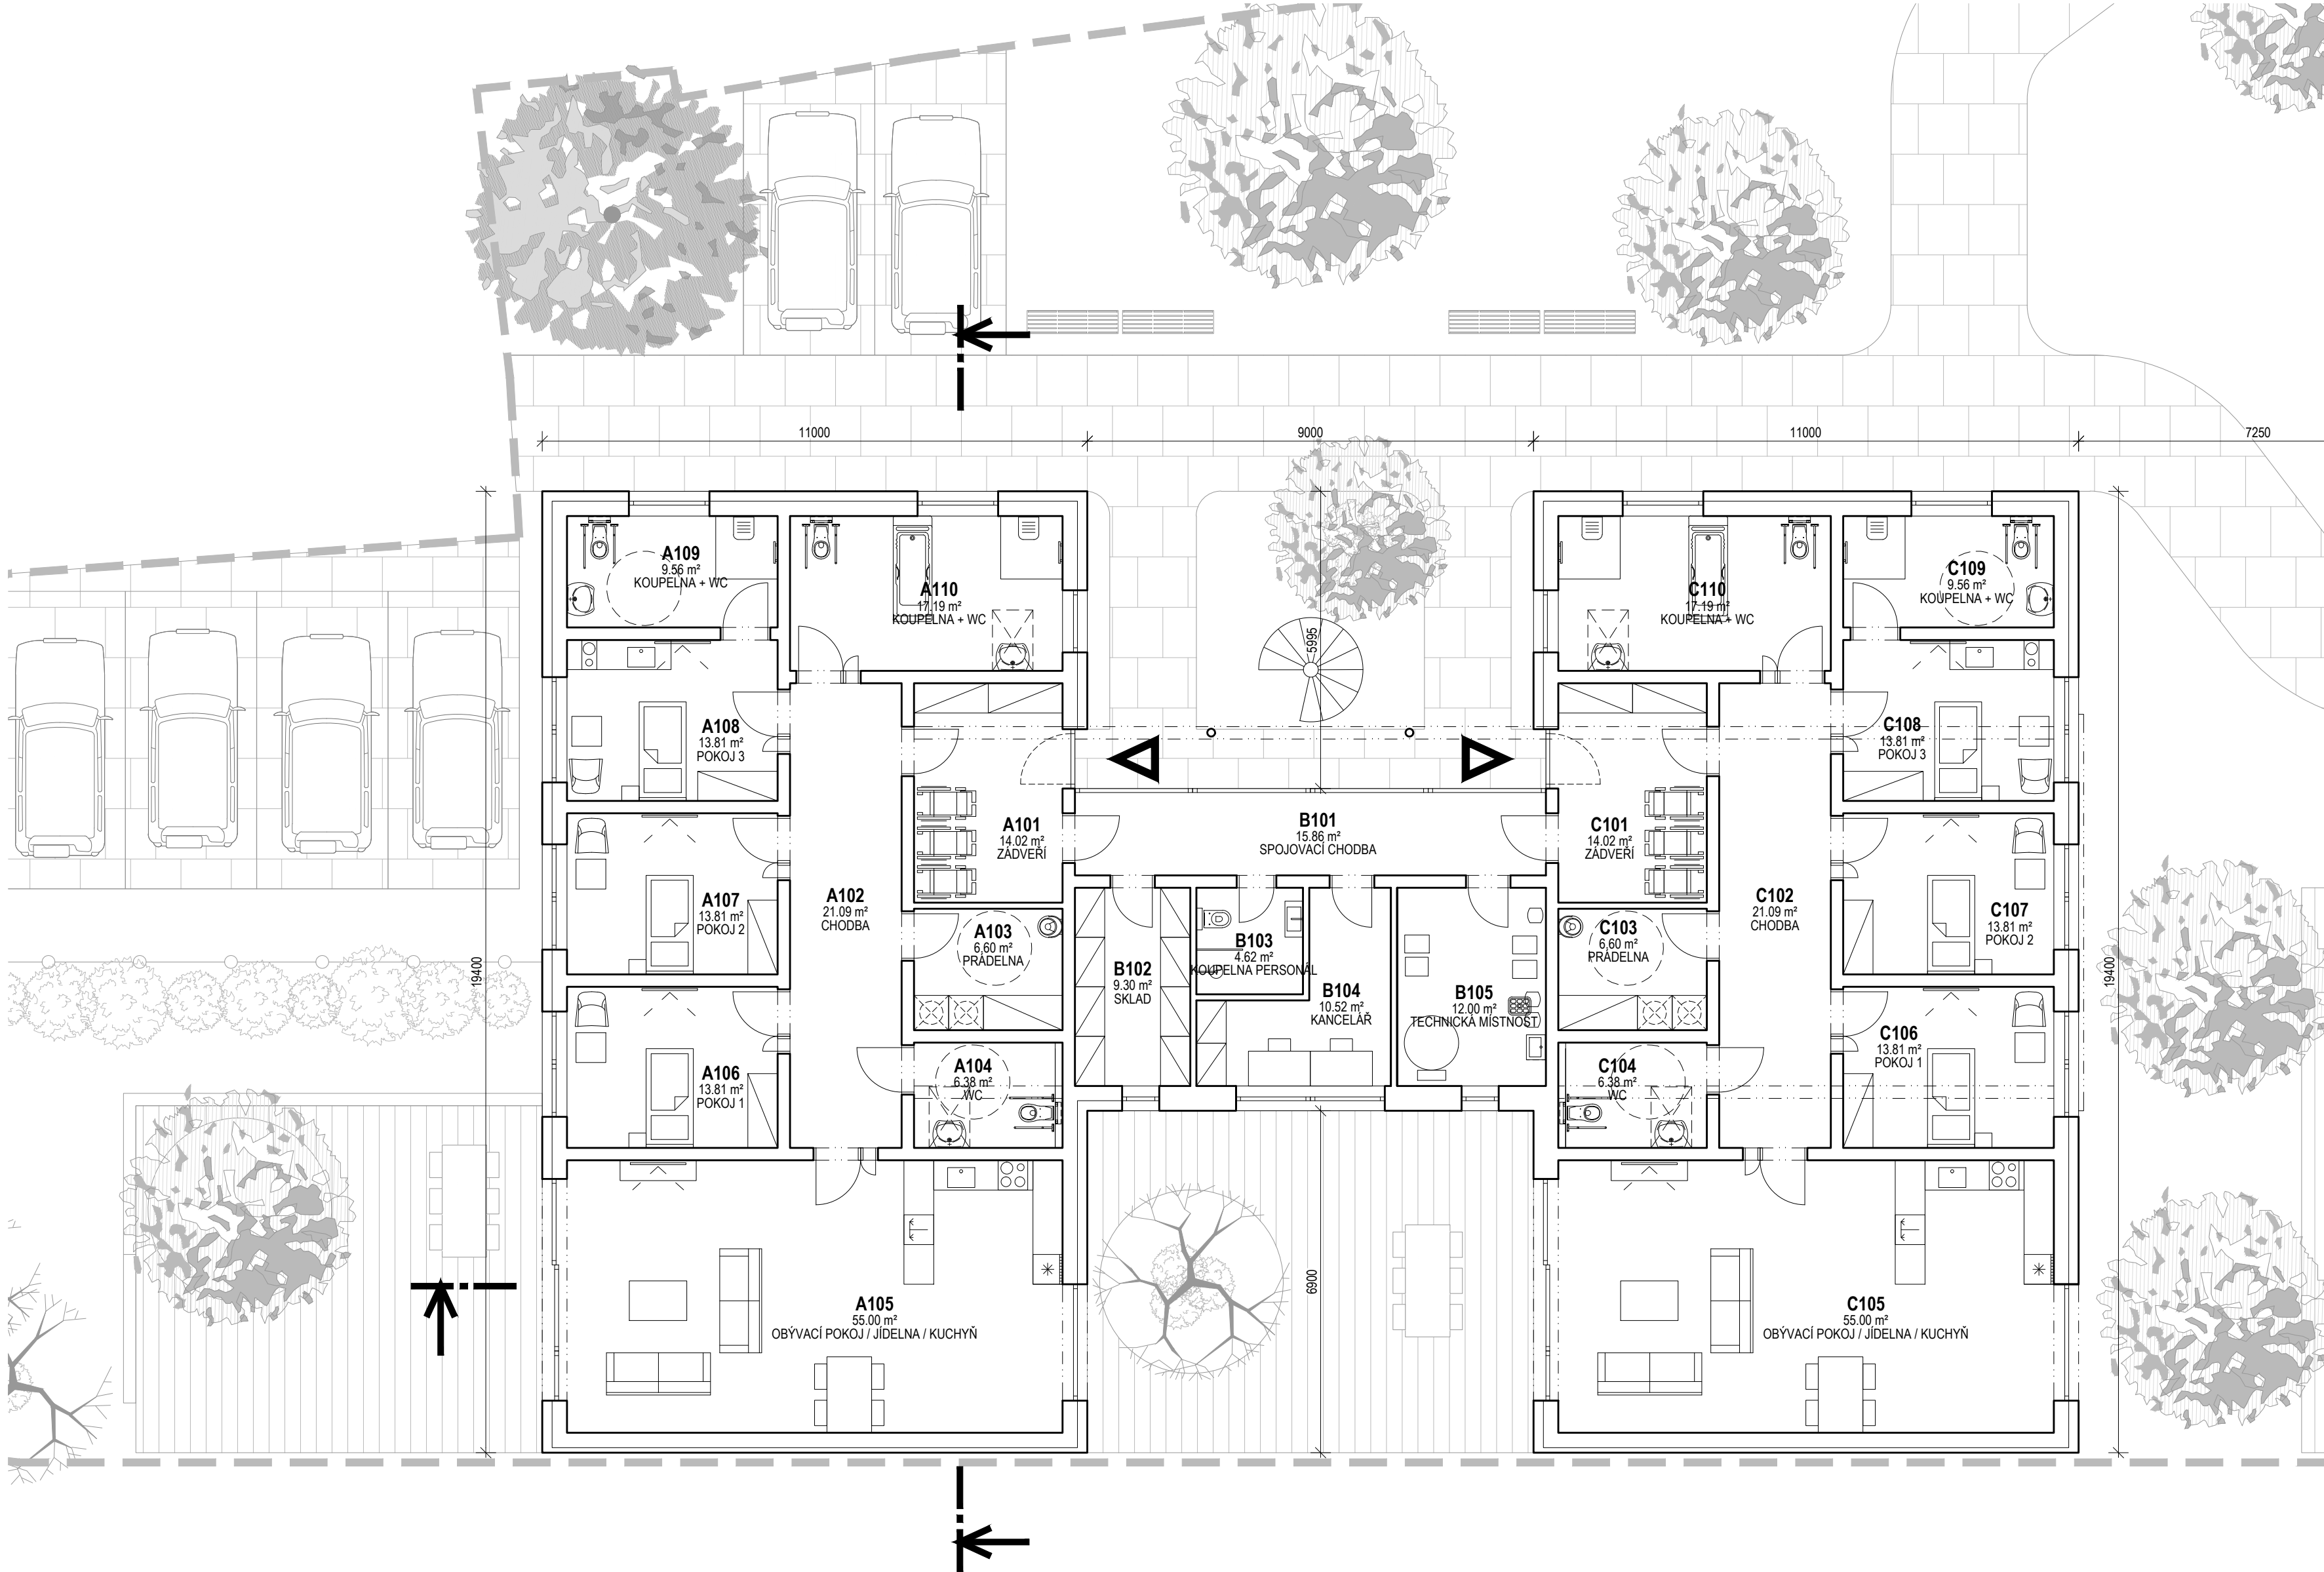 11000
9000
11000
7250
A109
9.56 m²
KOUPELNA + WC
A110
17.19 m²
KOUPELNA + WC
C110
17.19 m²
KOUPELNA + WC
C109
9.56 m²
KOUPELNA + WC
5995
A108
13.81 m²
POKOJ 3
C108
13.81 m²
POKOJ 3
A101
14.02 m²
ZÁDVEŘÍ
B101
15.86 m²
SPOJOVACÍ CHODBA
C101
14.02 m²
ZÁDVEŘÍ
A107
13.81 m²
POKOJ 2
A102
21.09 m²
CHODBA
C102
21.09 m²
CHODBA
C107
13.81 m²
POKOJ 2
A103
6.60 m²
PRÁDELNA
B103
4.62 m²
KOUPELNA PERSONÁL
C103
6.60 m²
PRÁDELNA
19400
B102
9.30 m²
SKLAD
B104
10.52 m²
KANCELÁŘ
B105
12.00 m²
TECHNICKÁ MÍSTNOST
19400
A106
13.81 m²
POKOJ 1
A104
6.38 m²
WC
C104
6.38 m²
WC
C106
13.81 m²
POKOJ 1
6900
A105
55.00 m²
OBÝVACÍ POKOJ / JÍDELNA / KUCHYŇ
C105
55.00 m²
OBÝVACÍ POKOJ / JÍDELNA / KUCHYŇ